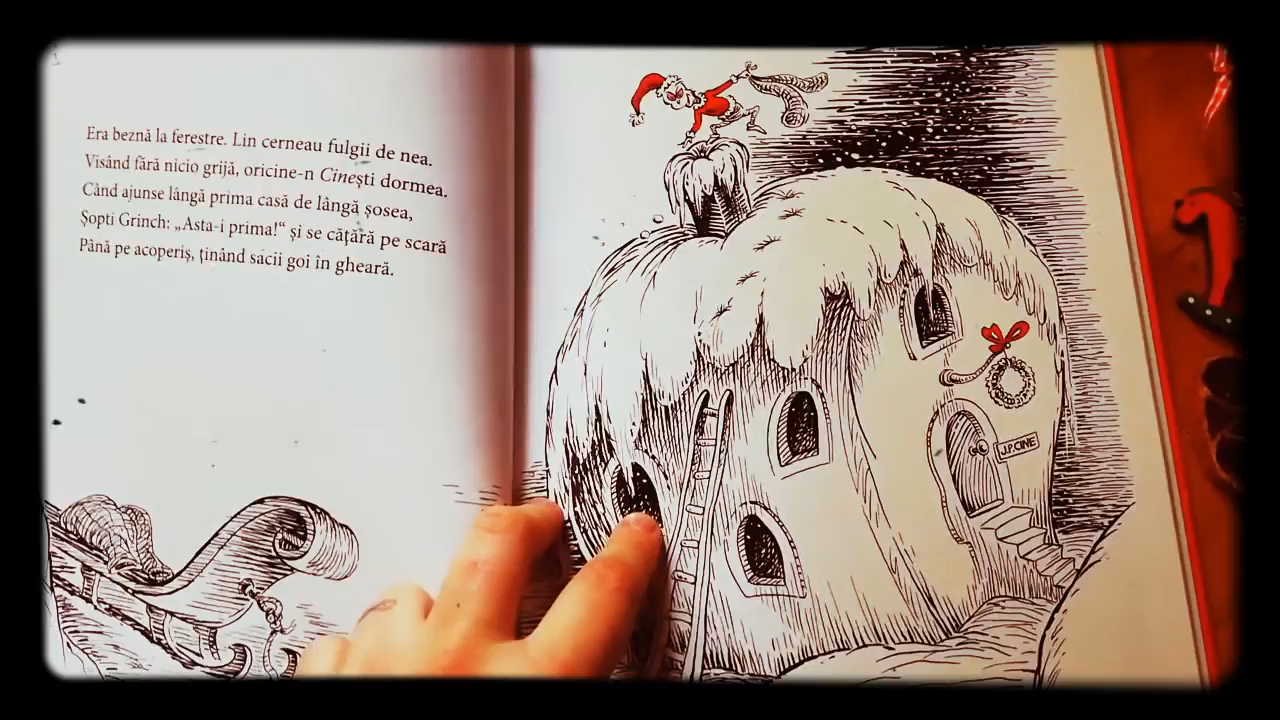 Era beznă la ferestre. Lin cerneau fulgii de nea.
Visând fără nicio grijă, oricine-n Cinești dormea.
Când ajunse lângă prima casă de lângă șosea,
Șopti Grinch: „Asta-i prima!“ și se cățără pe scară
Până pe acoperiș, ținând sacii goi în gheară.
J.P. CINE